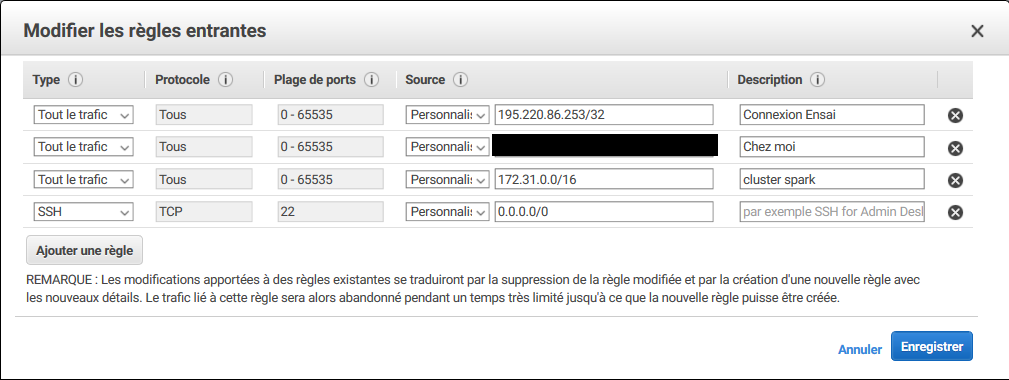 Modifier les règles entrantes
Type Protocole Plage de ports Source Description
Tout le trafic Tous 0 - 65535 Personnalis 195.220.86.253/32 Connexion Ensai
Tout le trafic Tous 0 - 65535 Personnalis Chez moi
Tout le trafic Tous 0 - 65535 Personnalis 172.31.0.0/16 cluster spark
SSH TCP 22 Personnalis 0.0.0.0/0 par exemple SSH for Admin Desl
Ajouter une règle
REMARQUE : Les modifications apportées à des règles existantes se traduiront par la suppression de la règle modifiée et par la création d'une nouvelle règle avec
les nouveaux détails. Le trafic lié à cette règle sera alors abandonné pendant un temps très limité jusqu'à ce que la nouvelle règle puisse être créée.
Annuler Enregistrer